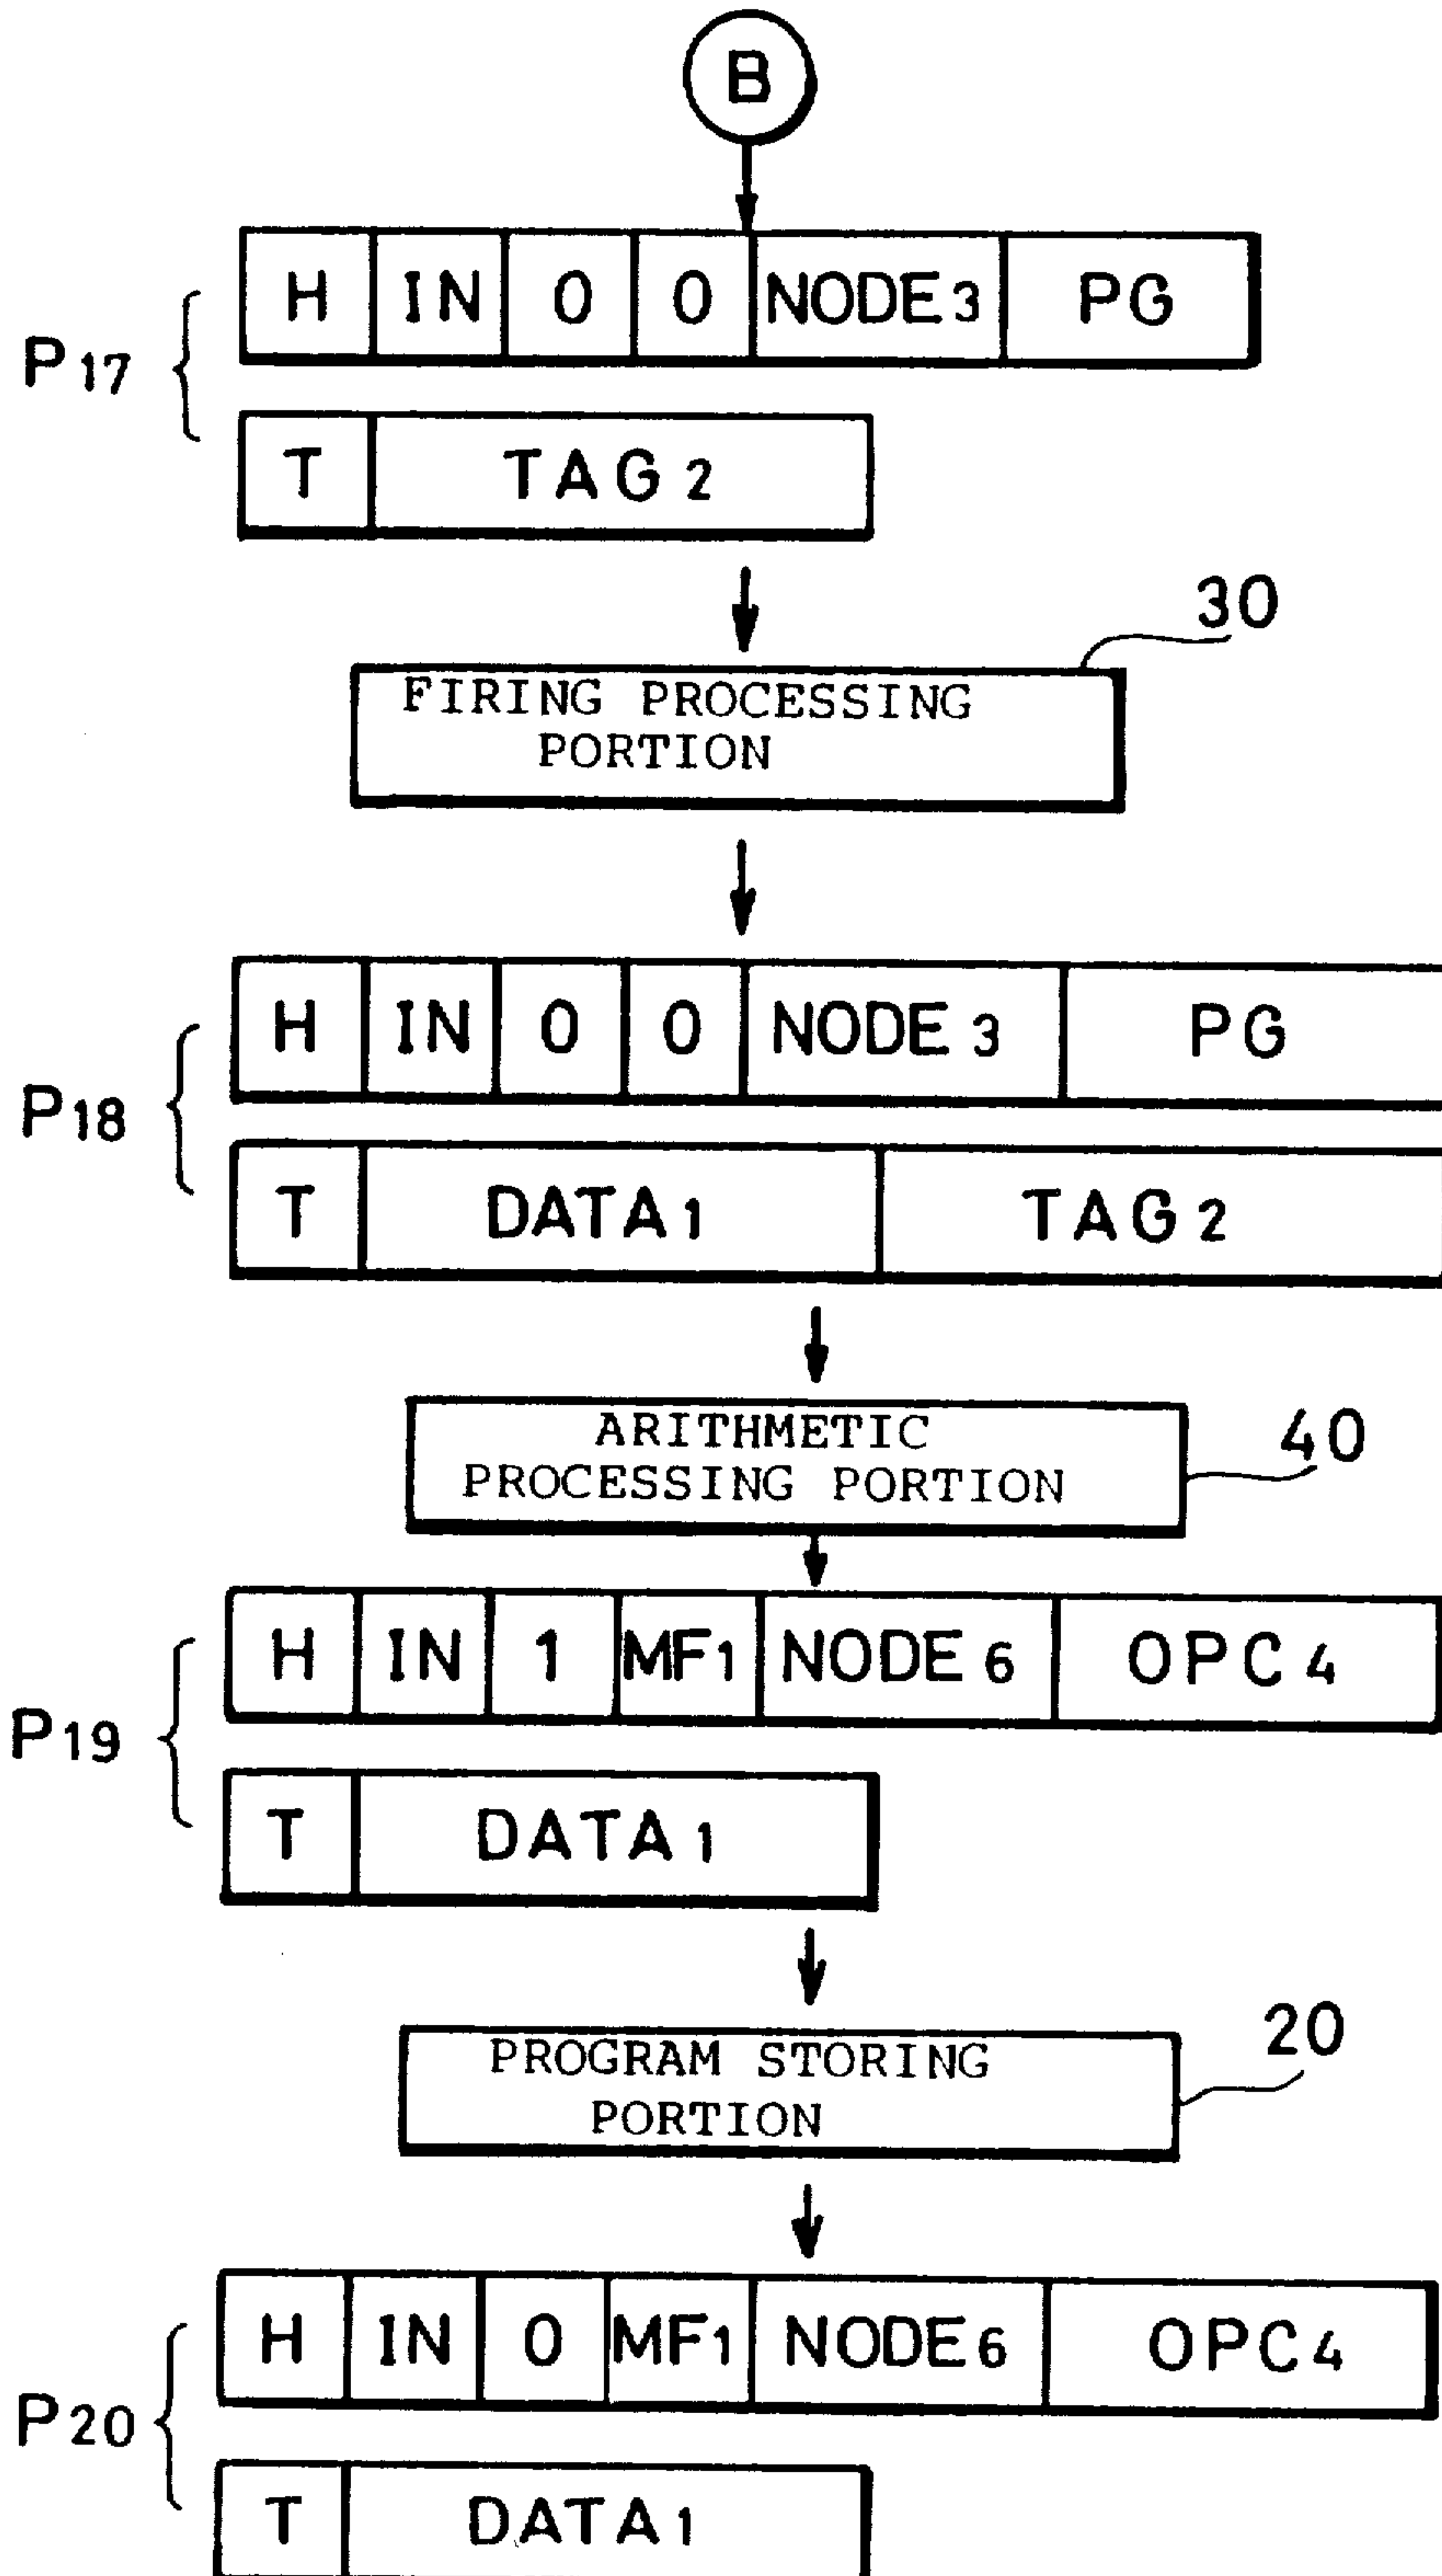 B
H IN 0 0 NODE3 PG
P17
T TAG2
30
FIRING PROCESSING
PORTION
H IN 0 0 NODE3 PG
P18
T DATA1 TAG2
ARITHMETIC
PROCESSING PORTION
40
H IN 1 MF1 NODE6 OPC4
P19
T DATA1
20
PROGRAM STORING
PORTION
H IN 0 MF1 NODE6 OPC4
P20
T DATA1